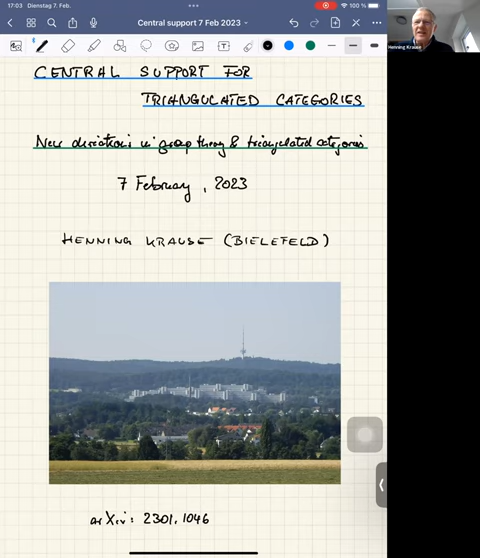 17:03 Dienstag 7. Feb.
100 %
Central support 7 Feb 2023
Henning Krause
CENTRAL SUPPORT FOR
TRIANGULATED CATEGORIES
New directions in group theory & triangulated categories
7 February, 2023
HENNING KRAUSE (BIELEFELD)
arXiv: 2301.1046